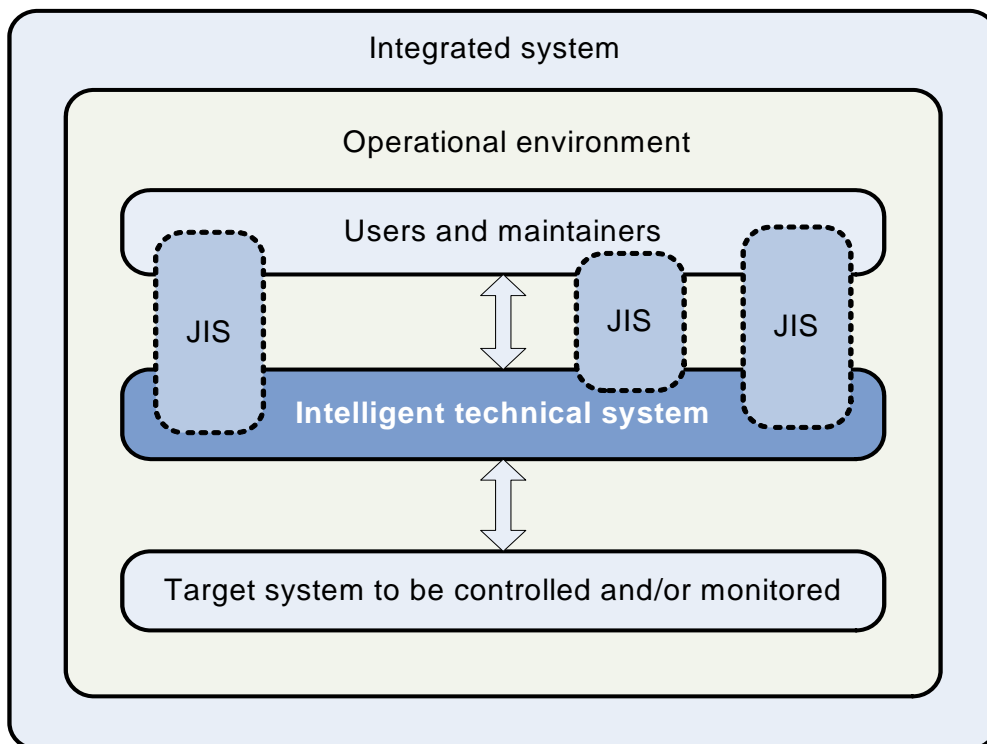 Integrated system
Operational environment
Users and maintainers
JIS
JIS
JIS
Intelligent technical system
Target system to be controlled and/or monitored